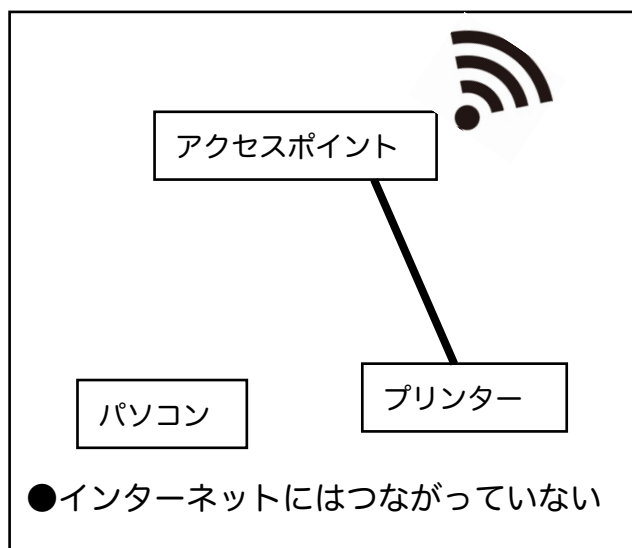 アクセスポイント
パソコン
プリンター
●インターネットにはつながっていない